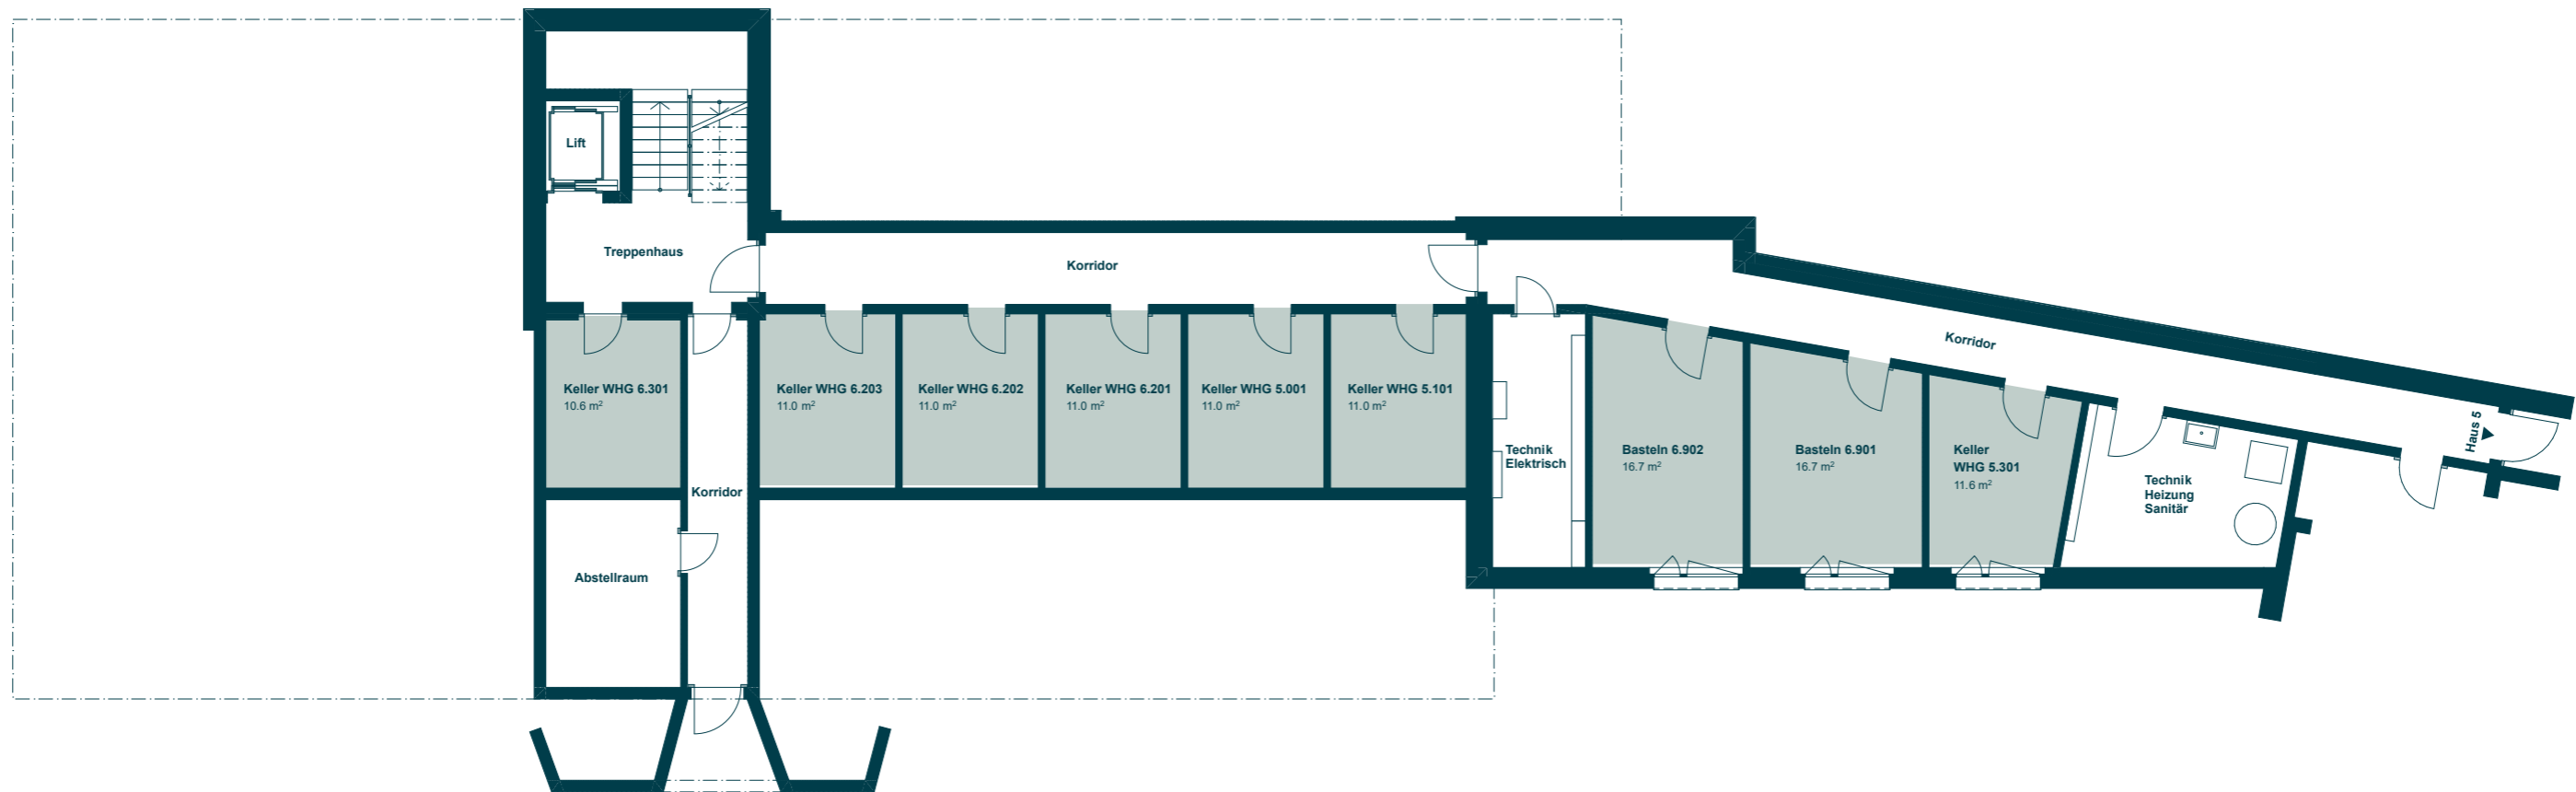 Lift
Treppenhaus
Korridor
Korridor
Keller WHG 6.301
10.6 m²
Keller WHG 6.203
11.0 m²
Keller WHG 6.202
11.0 m²
Keller WHG 6.201
11.0 m²
Keller WHG 5.001
11.0 m²
Keller WHG 5.101
11.0 m²
Technik
Elektrisch
Basteln 6.902
16.7 m²
Basteln 6.901
16.7 m²
Keller
WHG 5.301
11.6 m²
Technik
Heizung
Sanitär
Haus 5
Korridor
Abstellraum